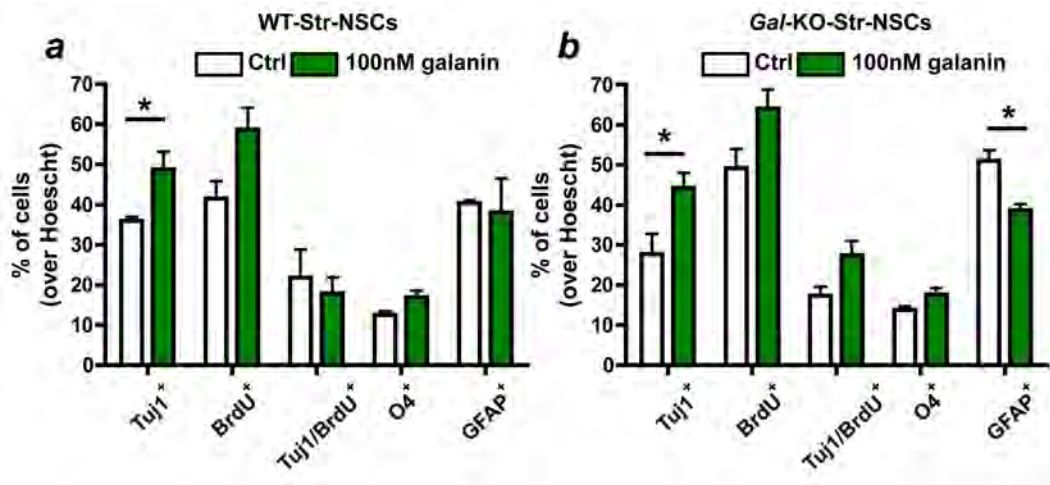 a
WT-Str-NSCs
Ctrl 100nM galanin
% of cells
(over Hoescht)
70
60
50
40
30
20
10
0
*
Tuj1+
BrdU+
Tuj1/BrdU+
O4+
GFAP+
b
Gal-KO-Str-NSCs
Ctrl 100nM galanin
% of cells
(over Hoescht)
70
60
50
40
30
20
10
0
*
*
Tuj1+
BrdU+
Tuj1/BrdU+
O4+
GFAP+